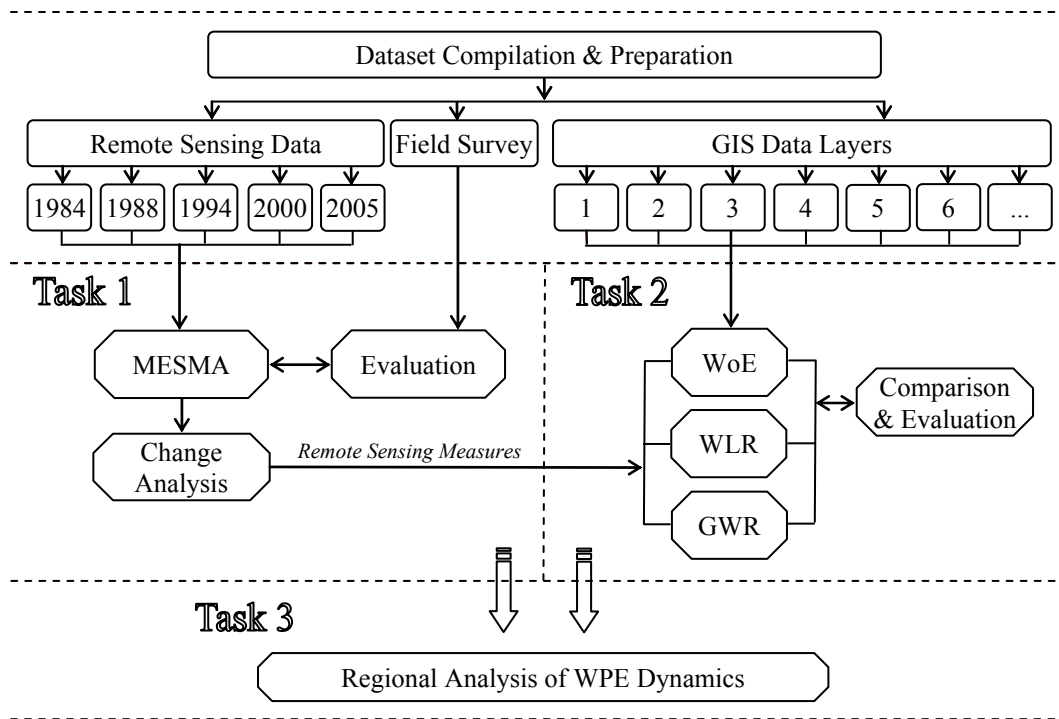 Dataset Compilation & Preparation
Remote Sensing Data
Field Survey
GIS Data Layers
1984
1988
1994
2000
2005
1
2
3
4
5
6
...
Task 1
Task 2
MESMA
Evaluation
WoE
Comparison
& Evaluation
Change
Analysis
Remote Sensing Measures
WLR
GWR
Task 3
Regional Analysis of WPE Dynamics